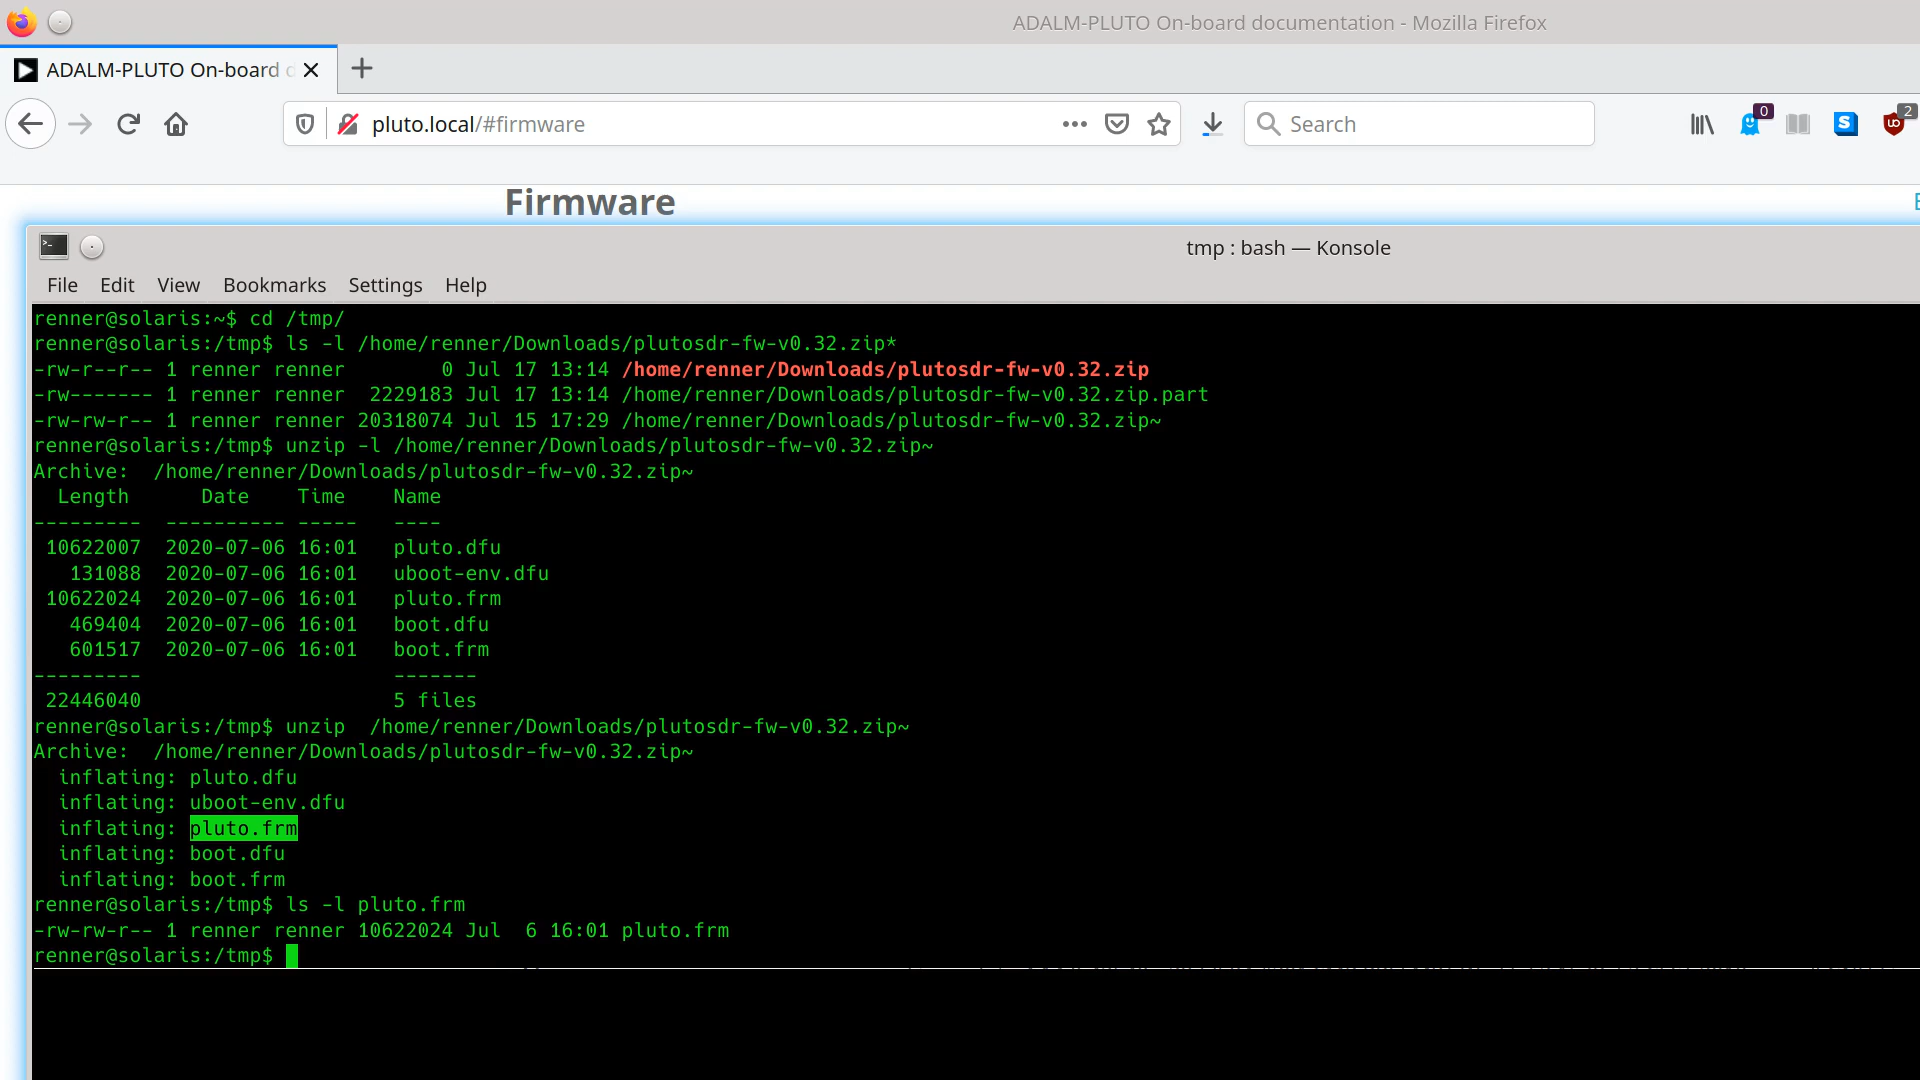 ADALM-PLUTO On-board documentation - Mozilla Firefox
ADALM-PLUTO On-board d
pluto.local/#firmware
Search
0
S
2
Firmware
tmp : bash — Konsole
File Edit View Bookmarks Settings Help
renner@solaris:~$ cd /tmp/
renner@solaris:/tmp$ ls -l /home/renner/Downloads/plutosdr-fw-v0.32.zip*
-rw-r--r-- 1 renner renner        0 Jul 17 13:14 /home/renner/Downloads/plutosdr-fw-v0.32.zip
-rw------- 1 renner renner  2229183 Jul 17 13:14 /home/renner/Downloads/plutosdr-fw-v0.32.zip.part
-rw-rw-r-- 1 renner renner 20318074 Jul 15 17:29 /home/renner/Downloads/plutosdr-fw-v0.32.zip~
renner@solaris:/tmp$ unzip -l /home/renner/Downloads/plutosdr-fw-v0.32.zip~
Archive:  /home/renner/Downloads/plutosdr-fw-v0.32.zip~
  Length      Date    Time    Name
---------  ---------- -----   ----
 10622007  2020-07-06 16:01   pluto.dfu
   131088  2020-07-06 16:01   uboot-env.dfu
 10622024  2020-07-06 16:01   pluto.frm
   469404  2020-07-06 16:01   boot.dfu
   601517  2020-07-06 16:01   boot.frm
---------                     -------
 22446040                     5 files
renner@solaris:/tmp$ unzip  /home/renner/Downloads/plutosdr-fw-v0.32.zip~
Archive:  /home/renner/Downloads/plutosdr-fw-v0.32.zip~
  inflating: pluto.dfu
  inflating: uboot-env.dfu
  inflating: pluto.frm
  inflating: boot.dfu
  inflating: boot.frm
renner@solaris:/tmp$ ls -l pluto.frm
-rw-rw-r-- 1 renner renner 10622024 Jul  6 16:01 pluto.frm
renner@solaris:/tmp$